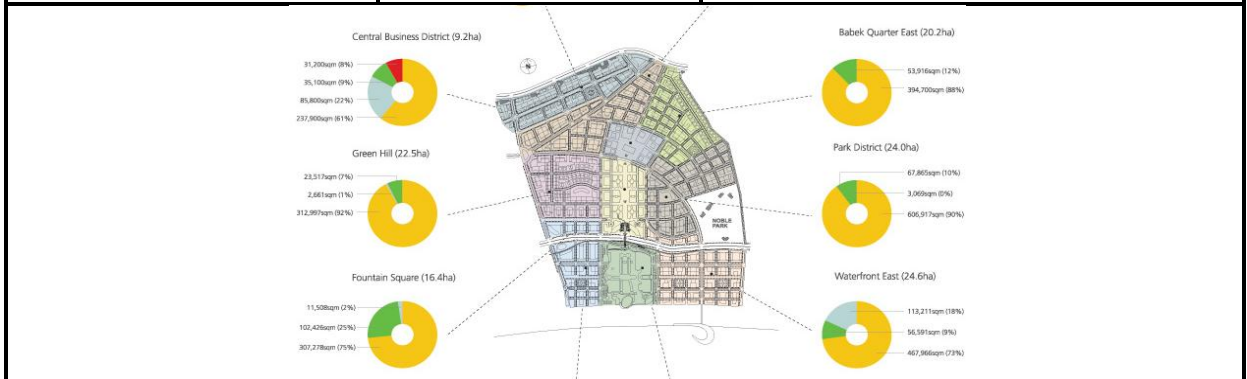 Central Business District (9.2ha)
31,200sqm (8%)
35,100sqm (9%)
85,800sqm (22%)
237,900sqm (61%)
Green Hill (22.5ha)
23,517sqm (7%)
2,661sqm (1%)
312,997sqm (92%)
Fountain Square (16.4ha)
11,508sqm (2%)
102,426sqm (25%)
307,278sqm (75%)
N
NOBLE
PARK
Babek Quarter East (20.2ha)
53,916sqm (12%)
394,700sqm (88%)
Park District (24.0ha)
67,865sqm (10%)
3,069sqm (0%)
606,917sqm (90%)
Waterfront East (24.6ha)
113,211sqm (18%)
56,591sqm (9%)
467,966sqm (73%)